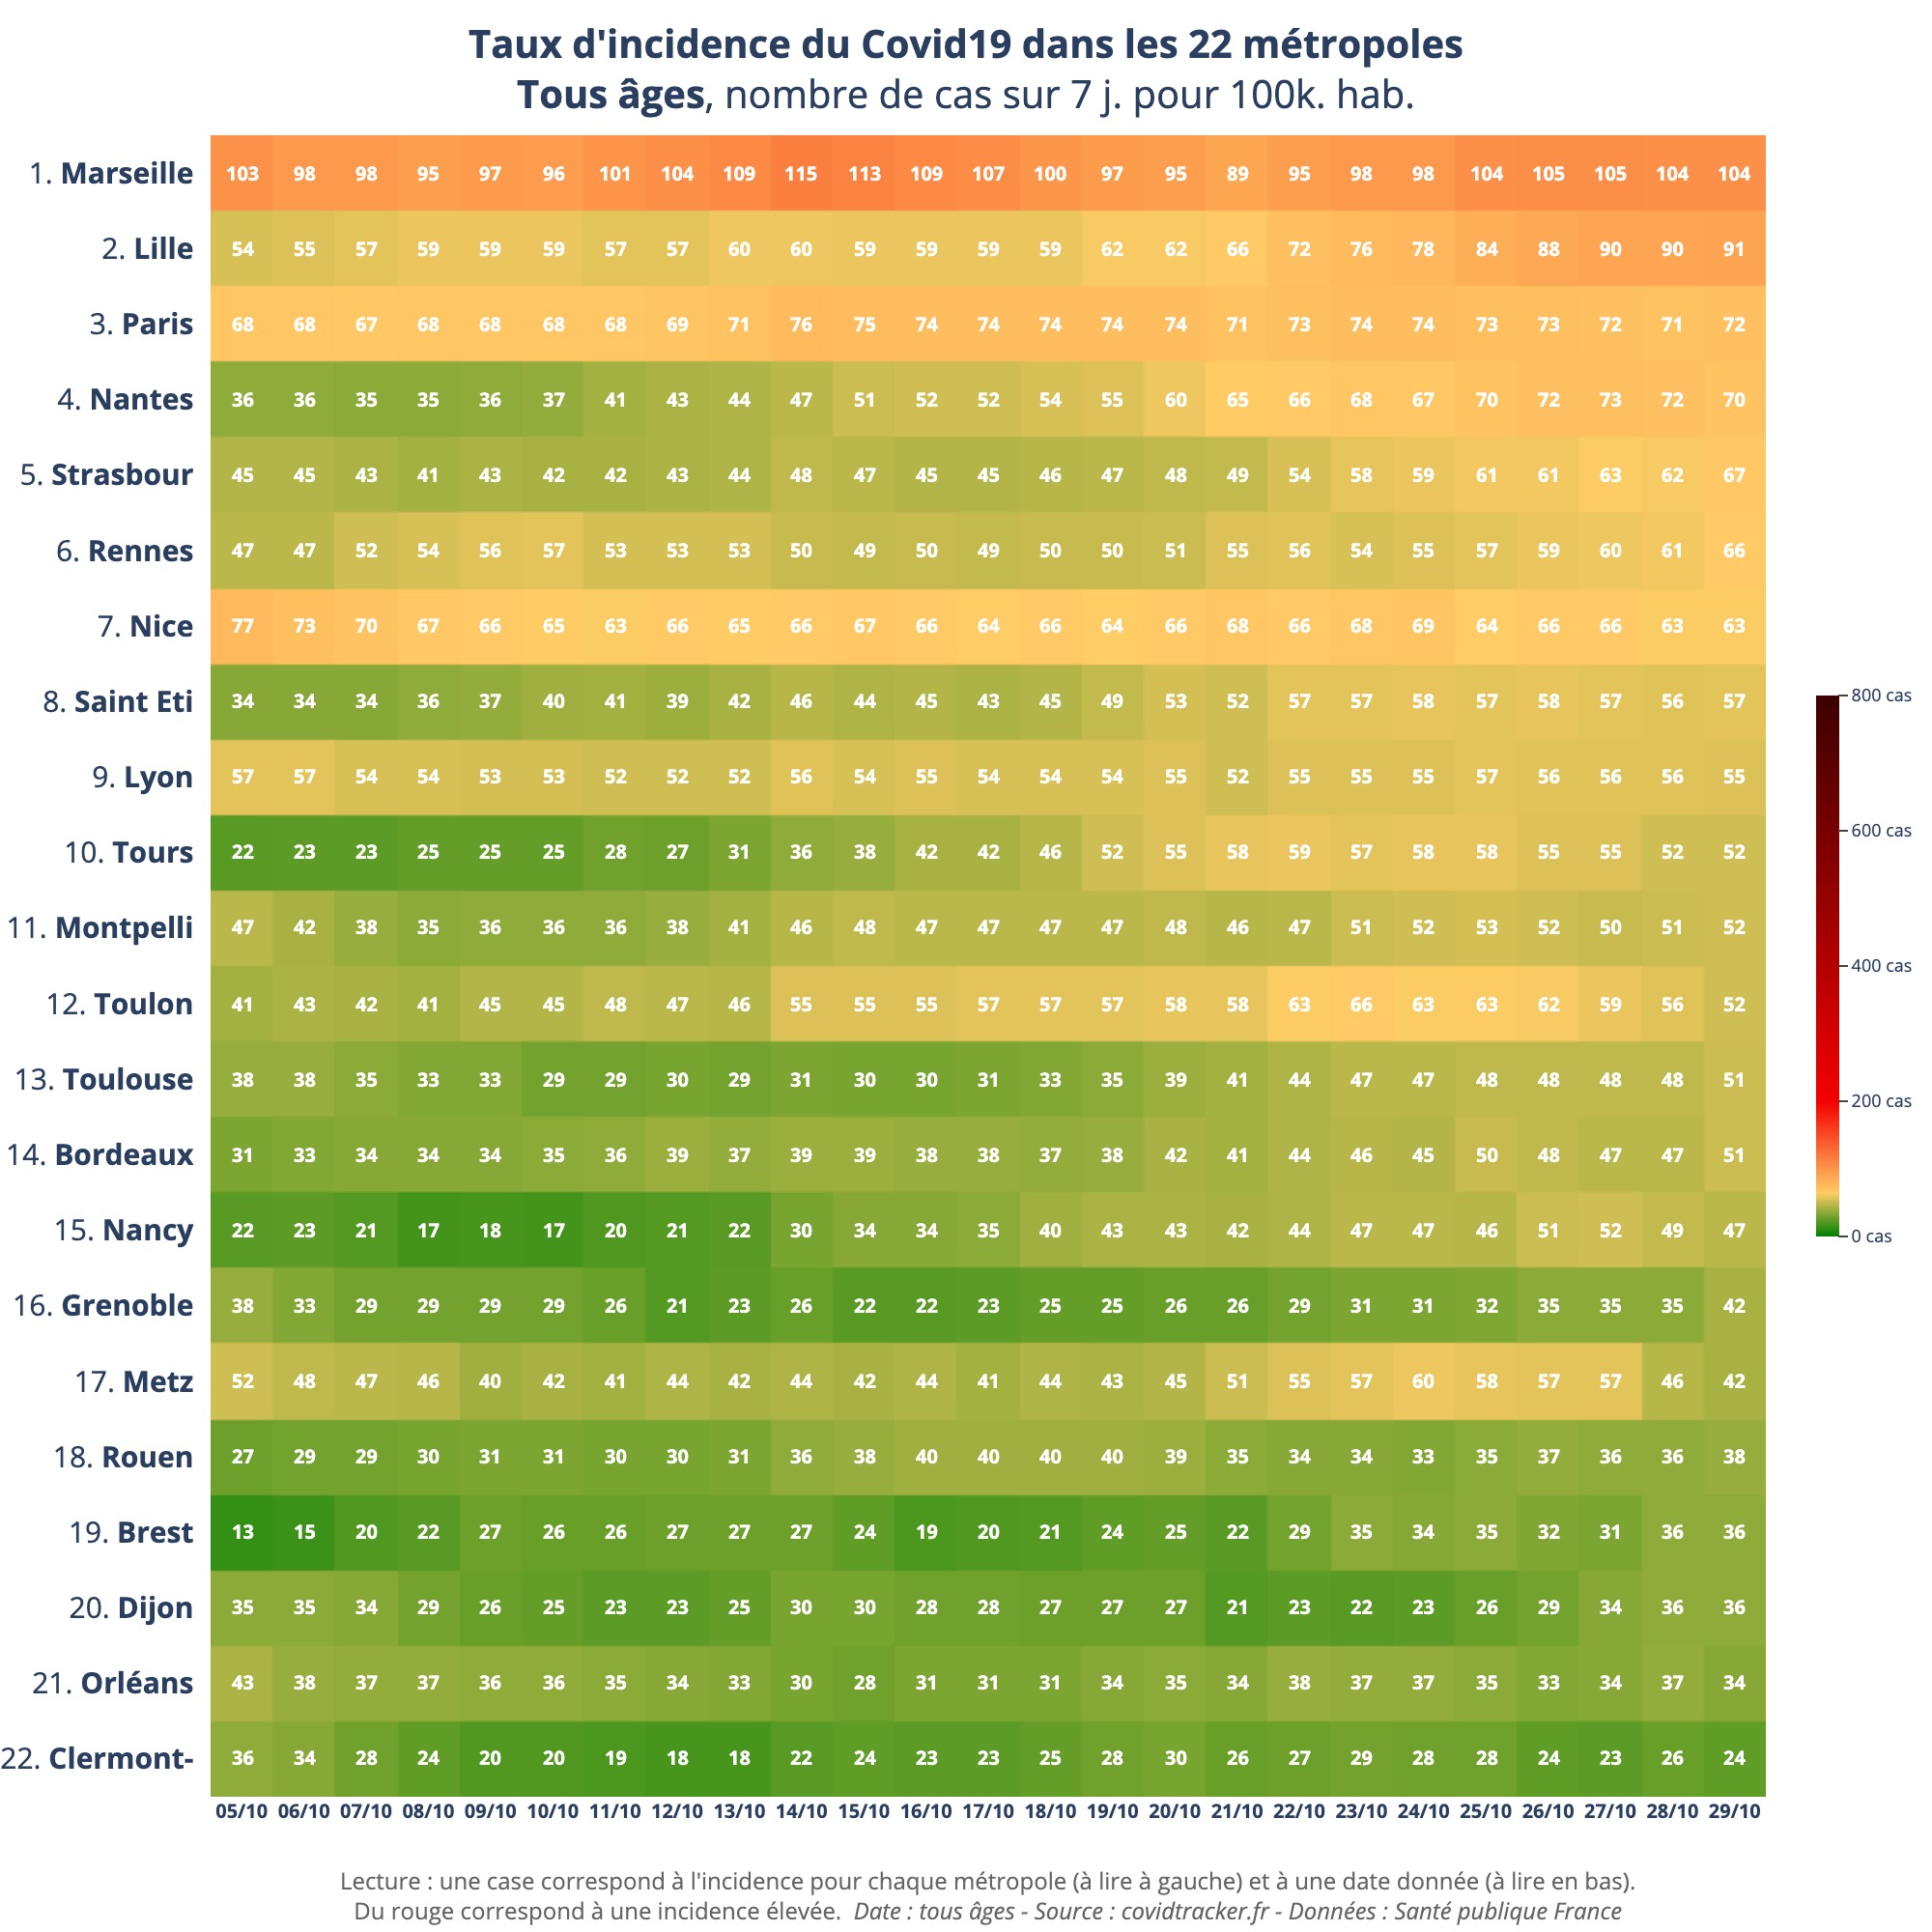 Taux d'incidence du Covid19 dans les 22 métropoles
Tous âges, nombre de cas sur 7 j. pour 100k. hab.
1. Marseille 103 98 98 95 97 96 101 104 109 115 113 109 107 100 97 95 89 95 98 98 104 105 105 104 104
2. Lille 54 55 57 59 59 59 57 57 60 60 59 59 59 59 62 62 66 72 76 78 84 88 90 90 91
3. Paris 68 68 67 68 68 68 68 69 71 76 75 74 74 74 74 74 71 73 74 74 73 73 72 71 72
4. Nantes 36 36 35 35 36 37 41 43 44 47 51 52 52 54 55 60 65 66 68 67 70 72 73 72 70
5. Strasbour 45 45 43 41 43 42 42 43 44 48 47 45 45 46 47 48 49 54 58 59 61 61 63 62 67
6. Rennes 47 47 52 54 56 57 53 53 53 50 49 50 49 50 50 51 55 56 54 55 57 59 60 61 66
7. Nice 77 73 70 67 66 65 63 66 65 66 67 66 64 66 64 66 68 66 68 69 64 66 66 63 63
8. Saint Eti 34 34 34 36 37 40 41 39 42 46 44 45 43 45 49 53 52 57 57 58 57 58 57 56 57
9. Lyon 57 57 54 54 53 53 52 52 52 56 54 55 54 54 54 55 52 55 55 55 57 56 56 56 55
10. Tours 22 23 23 25 25 25 28 27 31 36 38 42 42 46 52 55 58 59 57 58 58 55 55 52 52
11. Montpelli 47 42 38 35 36 36 36 38 41 46 48 47 47 47 47 48 46 47 51 52 53 52 50 51 52
12. Toulon 41 43 42 41 45 45 48 47 46 55 55 55 57 57 57 58 58 63 66 63 63 62 59 56 52
13. Toulouse 38 38 35 33 33 29 29 30 29 31 30 30 31 33 35 39 41 44 47 47 48 48 48 48 51
14. Bordeaux 31 33 34 34 34 35 36 39 37 39 39 38 38 37 38 42 41 44 46 45 50 48 47 47 51
15. Nancy 22 23 21 17 18 17 20 21 22 30 34 34 35 40 43 43 42 44 47 47 46 51 52 49 47
16. Grenoble 38 33 29 29 29 29 26 21 23 26 22 22 23 25 25 26 26 29 31 31 32 35 35 35 42
17. Metz 52 48 47 46 40 42 41 44 42 44 42 44 41 44 43 45 51 55 57 60 58 57 57 46 42
18. Rouen 27 29 29 30 31 31 30 30 31 36 38 40 40 40 40 39 35 34 34 33 35 37 36 36 38
19. Brest 13 15 20 22 27 26 26 27 27 27 24 19 20 21 24 25 22 29 35 34 35 32 31 36 36
20. Dijon 35 35 34 29 26 25 23 23 25 30 30 28 28 27 27 27 21 23 22 23 26 29 34 36 36
21. Orléans 43 38 37 37 36 36 35 34 33 30 28 31 31 31 34 35 34 38 37 37 35 33 34 37 34
22. Clermont- 36 34 28 24 20 20 19 18 18 22 24 23 23 25 28 30 26 27 29 28 28 24 23 26 24
05/10 06/10 07/10 08/10 09/10 10/10 11/10 12/10 13/10 14/10 15/10 16/10 17/10 18/10 19/10 20/10 21/10 22/10 23/10 24/10 25/10 26/10 27/10 28/10 29/10
800 cas
600 cas
400 cas
200 cas
0 cas
Lecture : une case correspond à l'incidence pour chaque métropole (à lire à gauche) et à une date donnée (à lire en bas).
Du rouge correspond à une incidence élevée. Date : tous âges - Source : covidtracker.fr - Données : Santé publique France